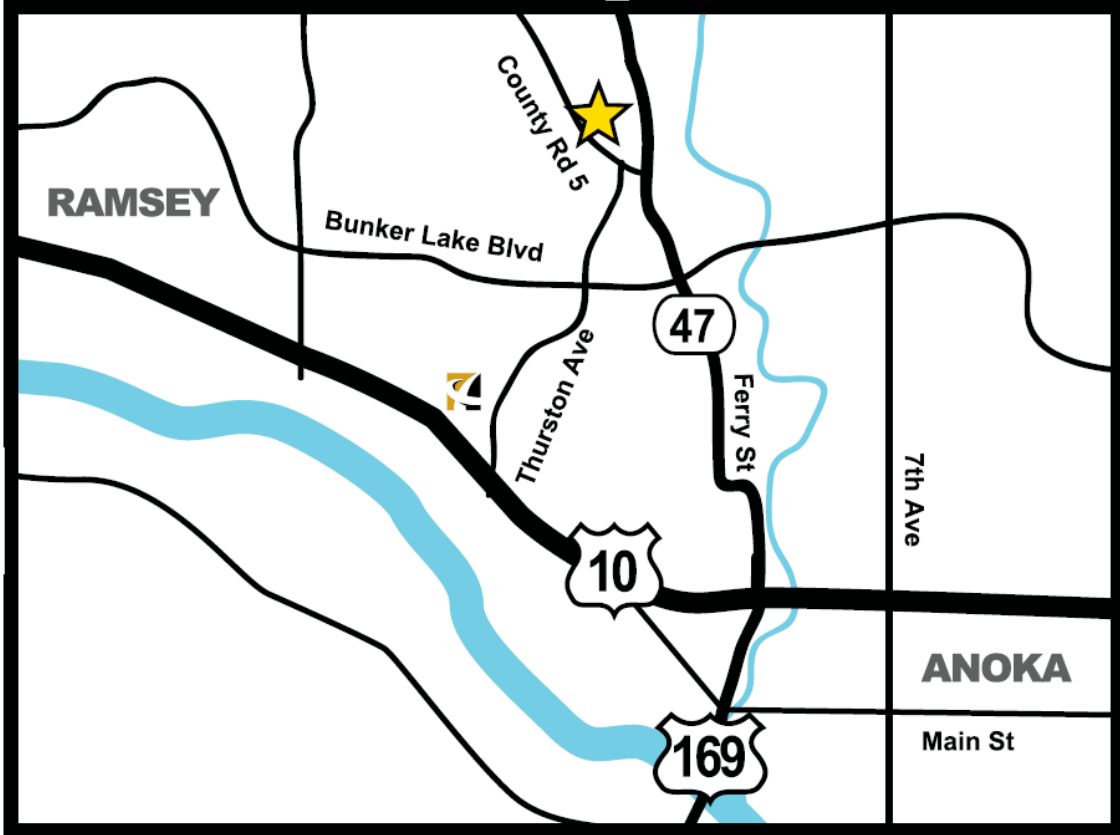 County Rd 5
RAMSEY
Bunker Lake Blvd
47
Thurston Ave
Ferry St
7th Ave
10
ANOKA
169
Main St